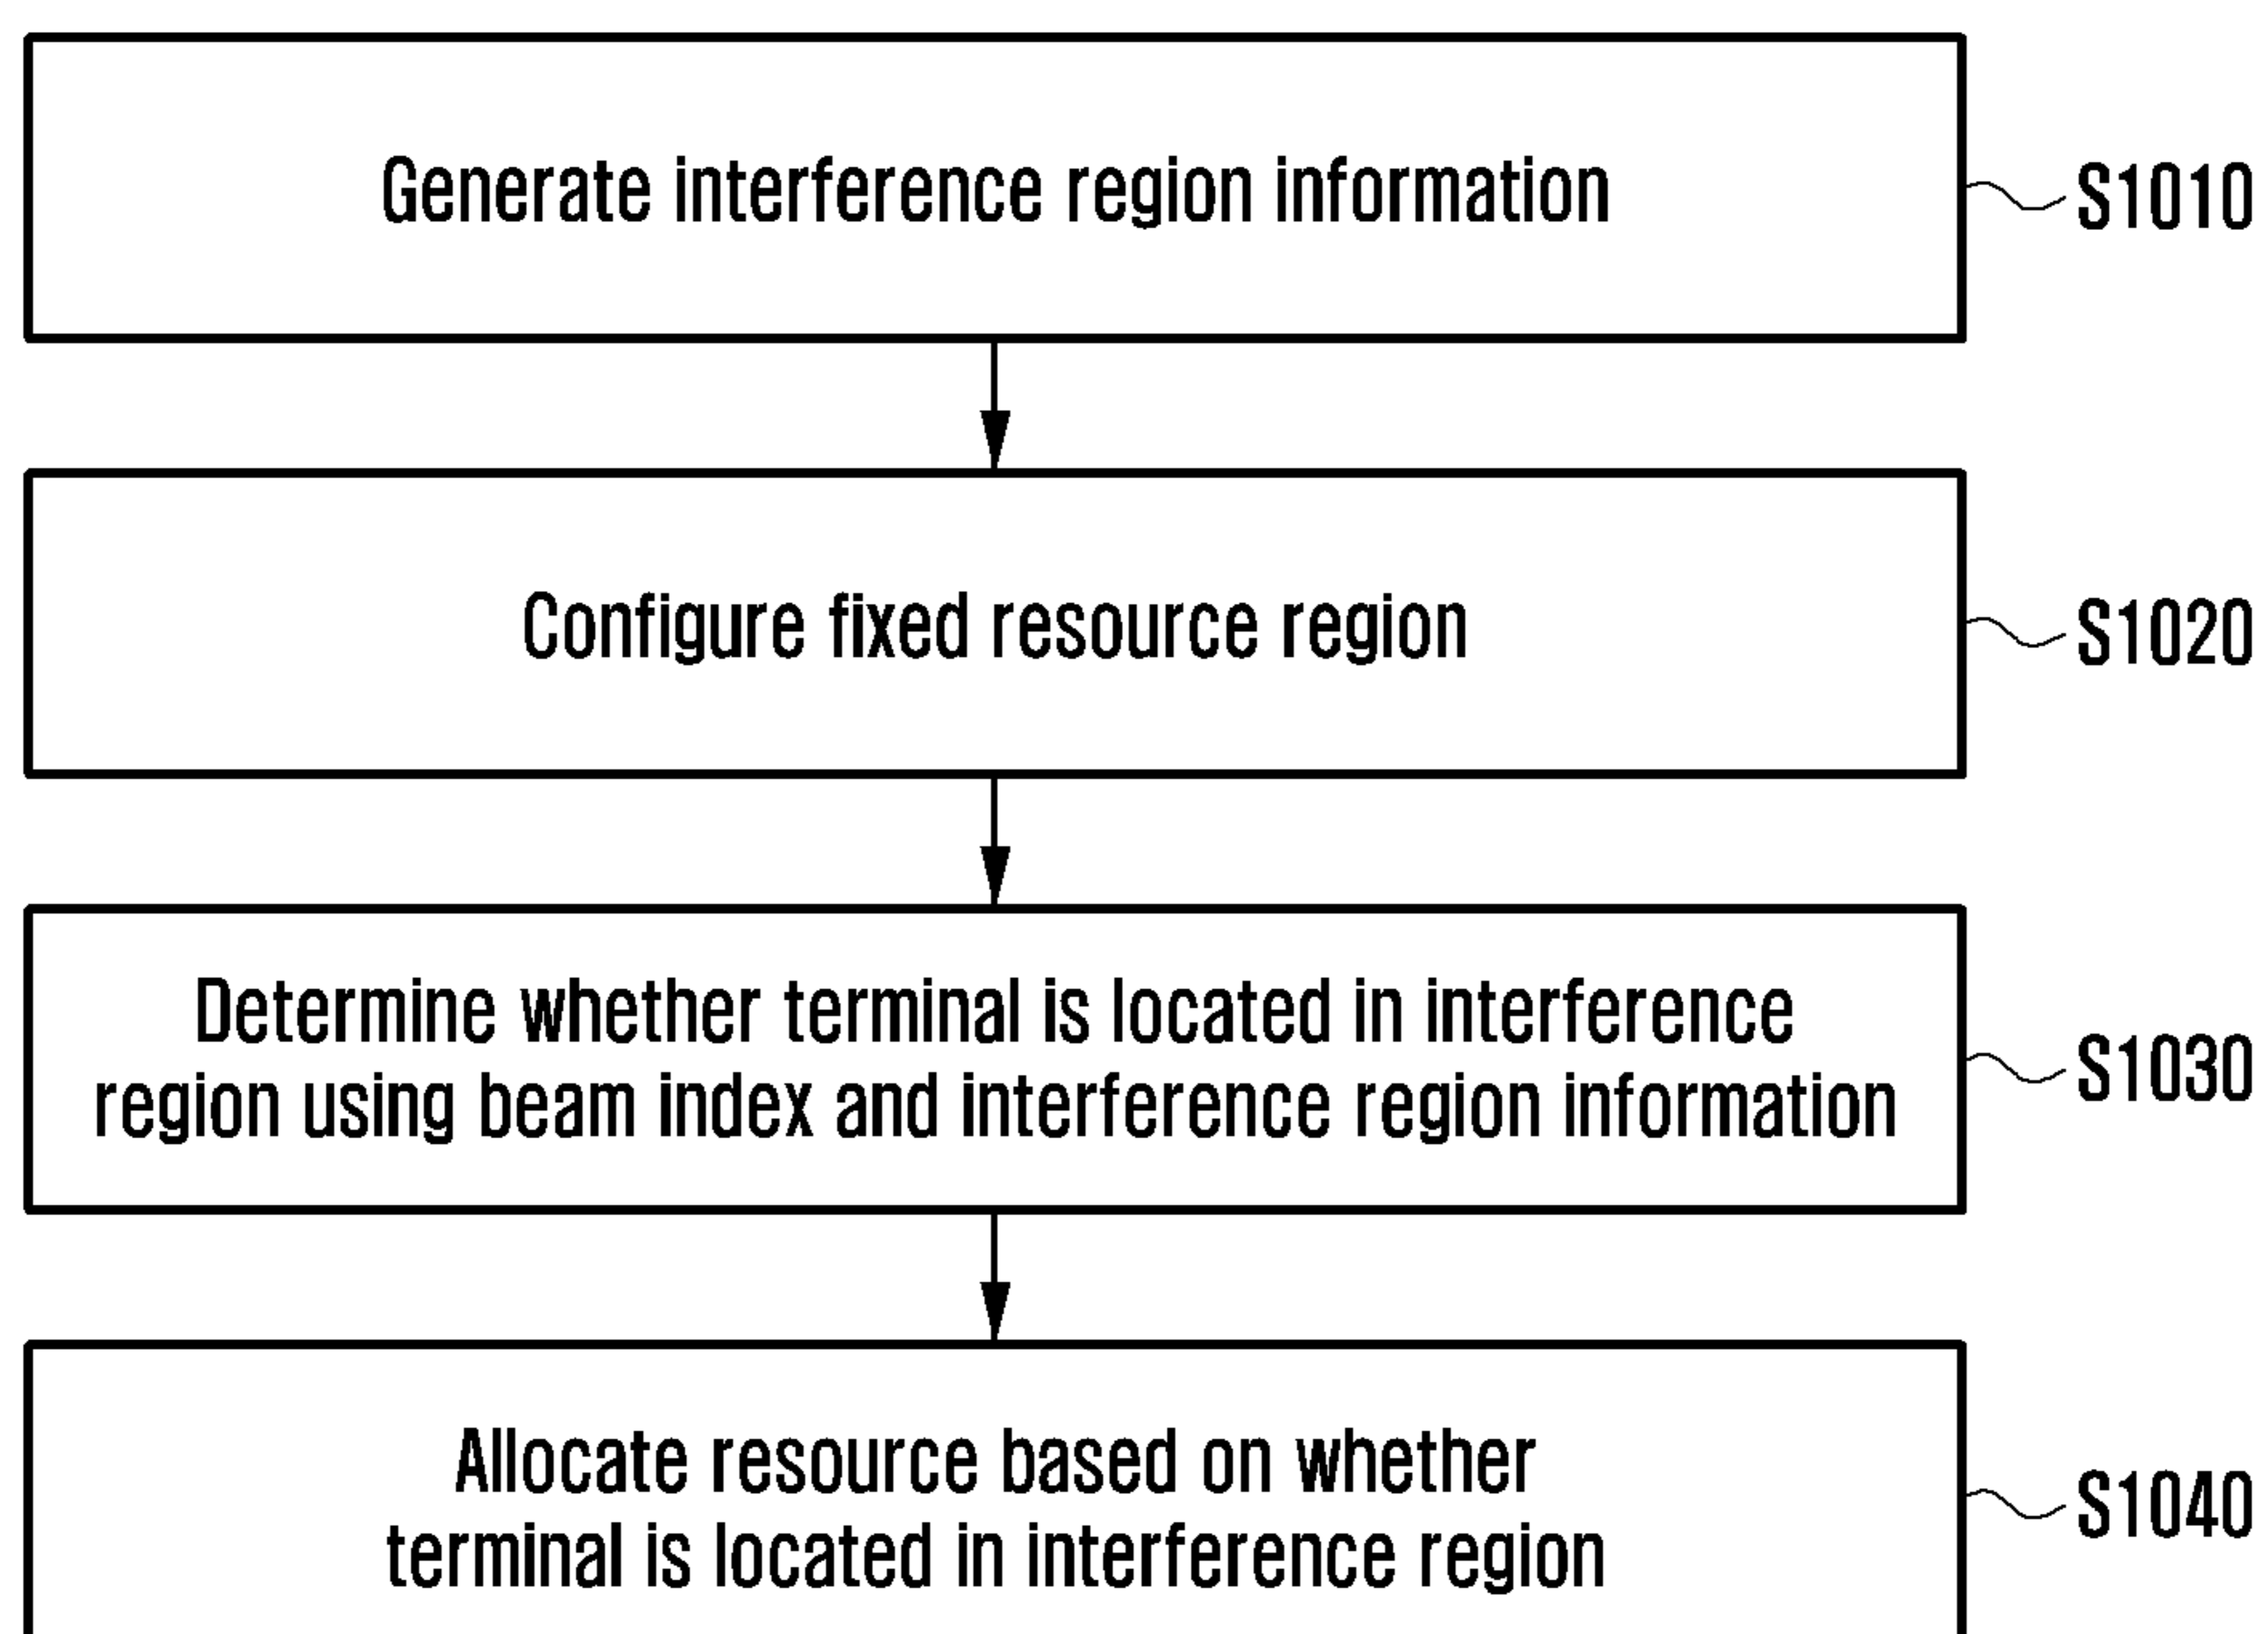 Generate interference region information
S1010
Configure fixed resource region
S1020
Determine whether terminal is located in interference
region using beam index and interference region information
S1030
Allocate resource based on whether
terminal is located in interference region
S1040